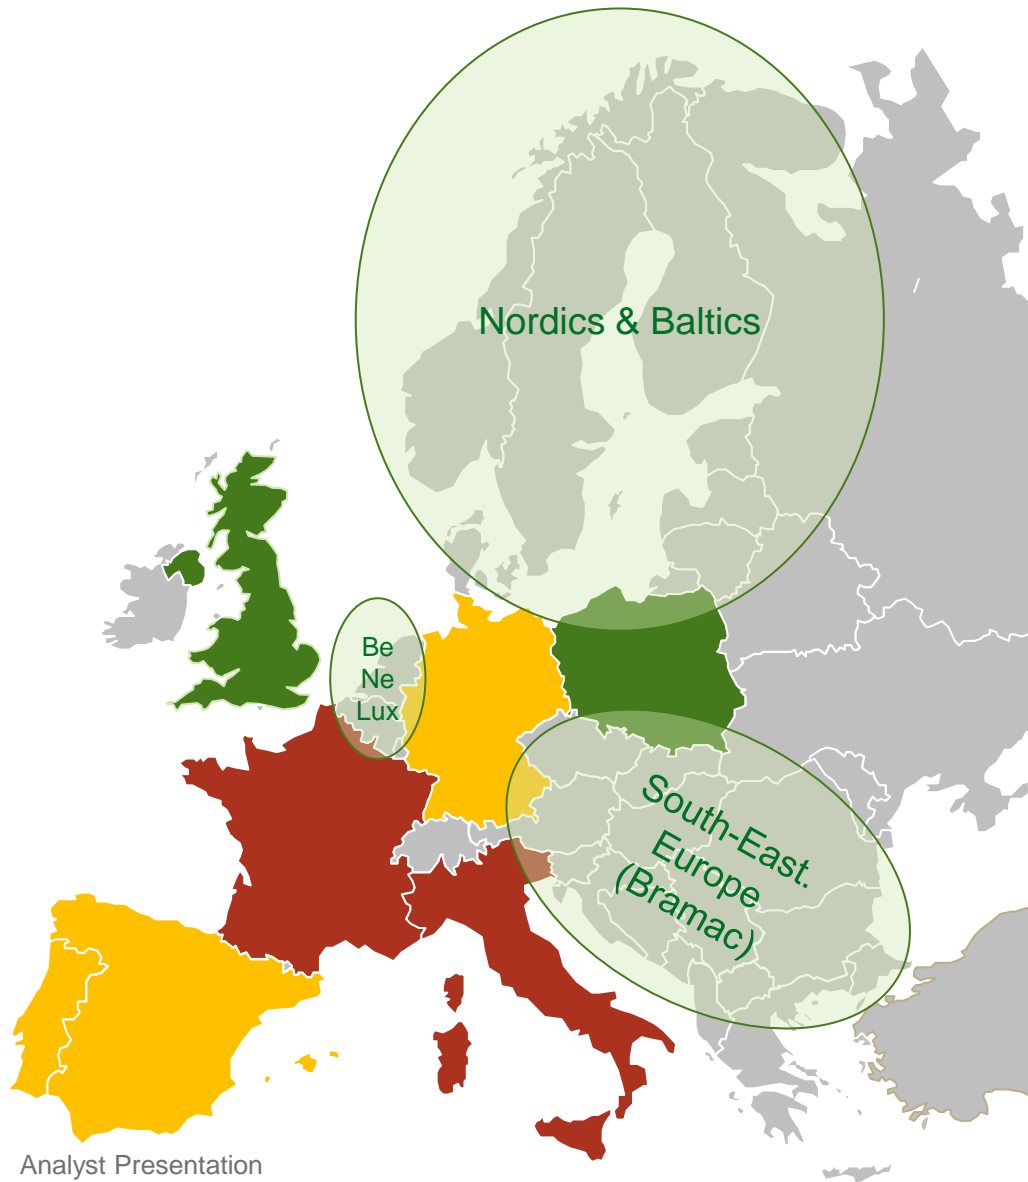 Nordics & Baltics
Be
Ne
Lux
South-East.
Europe
(Bramac)
Analyst Presentation